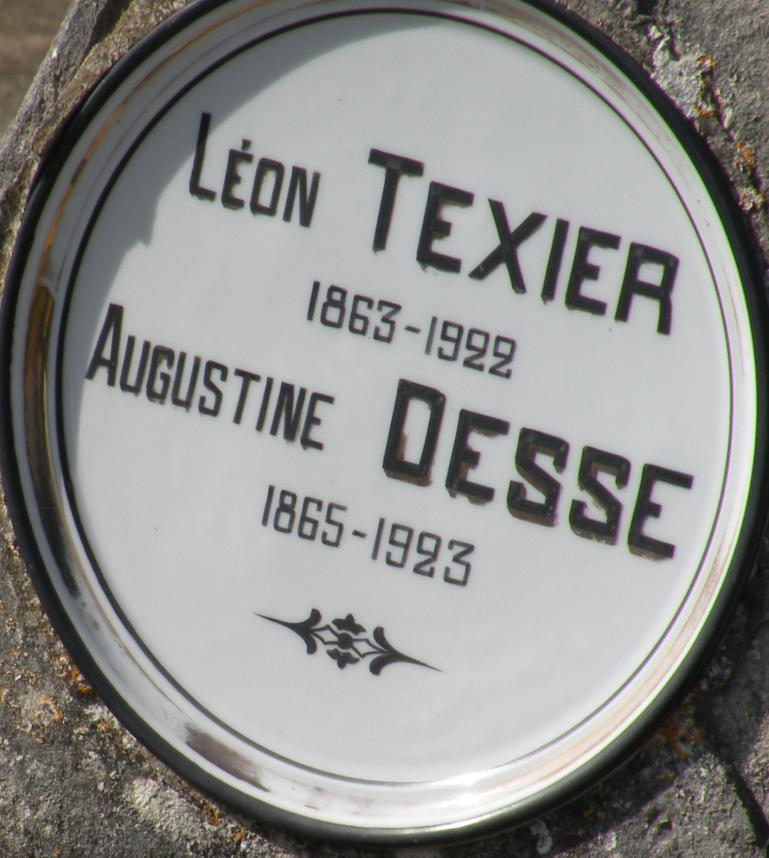 Léon TEXIER
1863-1922
Augustine DESSE
1865-1923